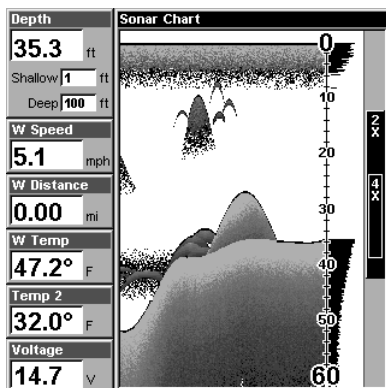 Depth
35.3 ft
Shallow 1 ft
Deep 100 ft
W Speed
5.1 mph
W Distance
0.00 mi
W Temp
47.2° F
Temp 2
32.0° F
Voltage
14.7 V
Sonar Chart
0
10
20
30
40
50
60
2X
4X